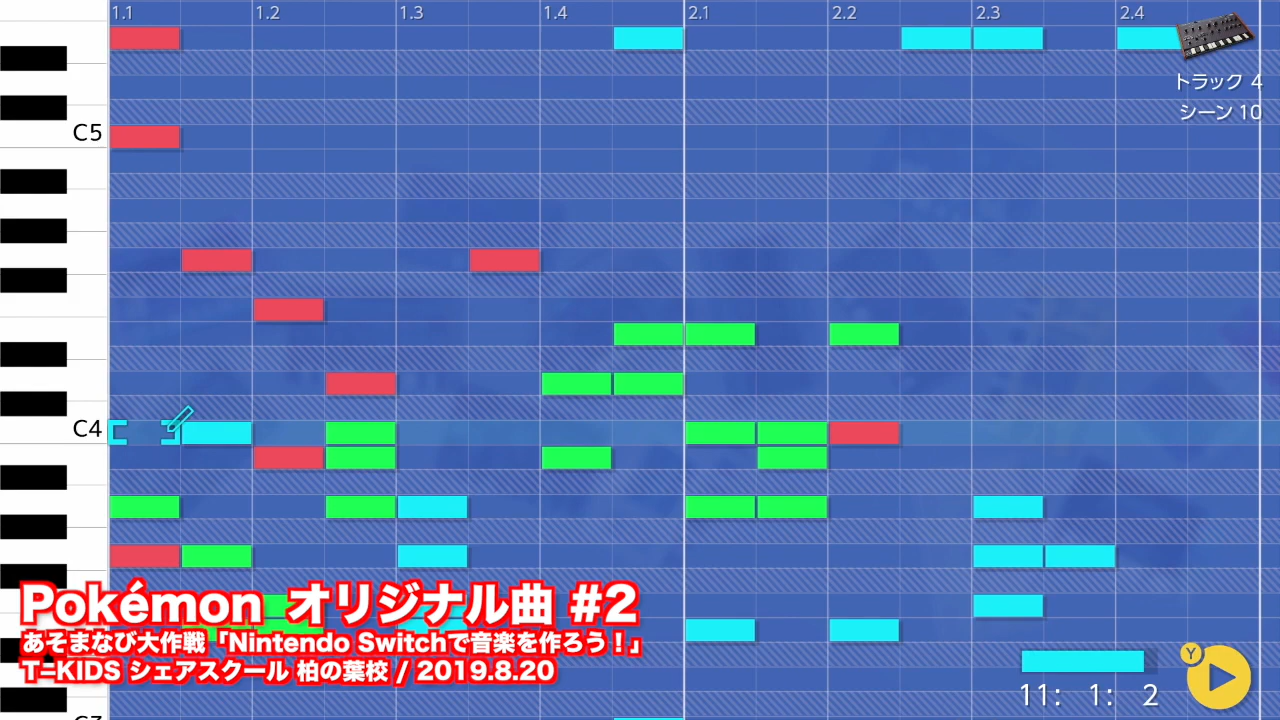 1.1 1.2 1.3 1.4 2.1 2.2 2.3 2.4
トラック 4
シーン 10
C5
C4
Pokémon オリジナル曲 #2
あそまなび大作戦「Nintendo Switchで音楽を作ろう！」
T-KIDS シェアスクール 柏の葉校 / 2019.8.20
Y
11: 1: 2
C3